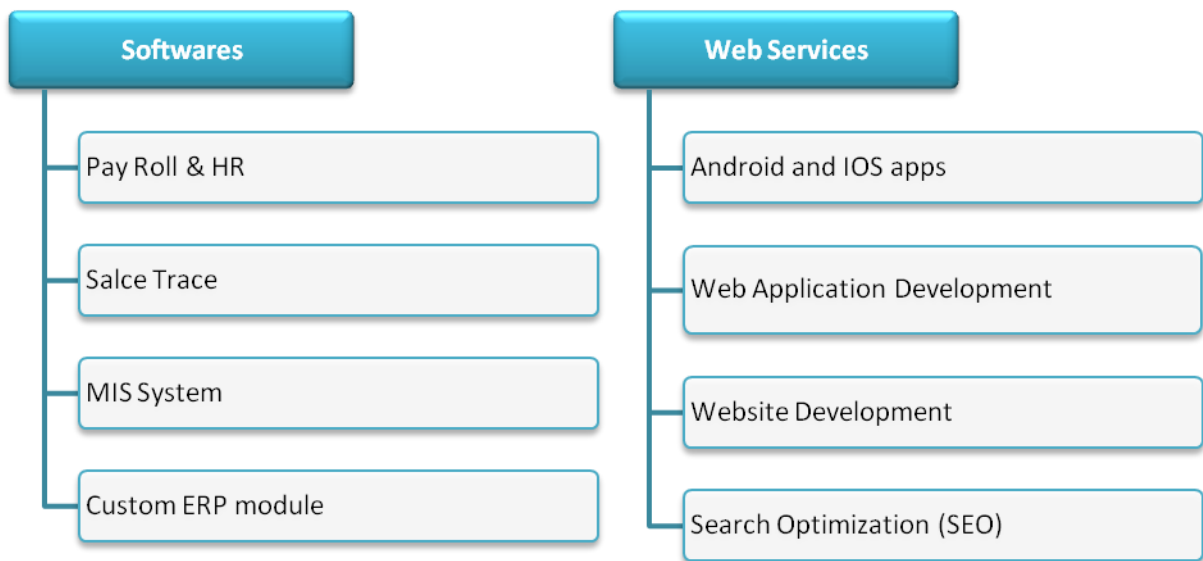 Softwares
Pay Roll & HR
Salce Trace
MIS System
Custom ERP module
Web Services
Android and IOS apps
Web Application Development
Website Development
Search Optimization (SEO)